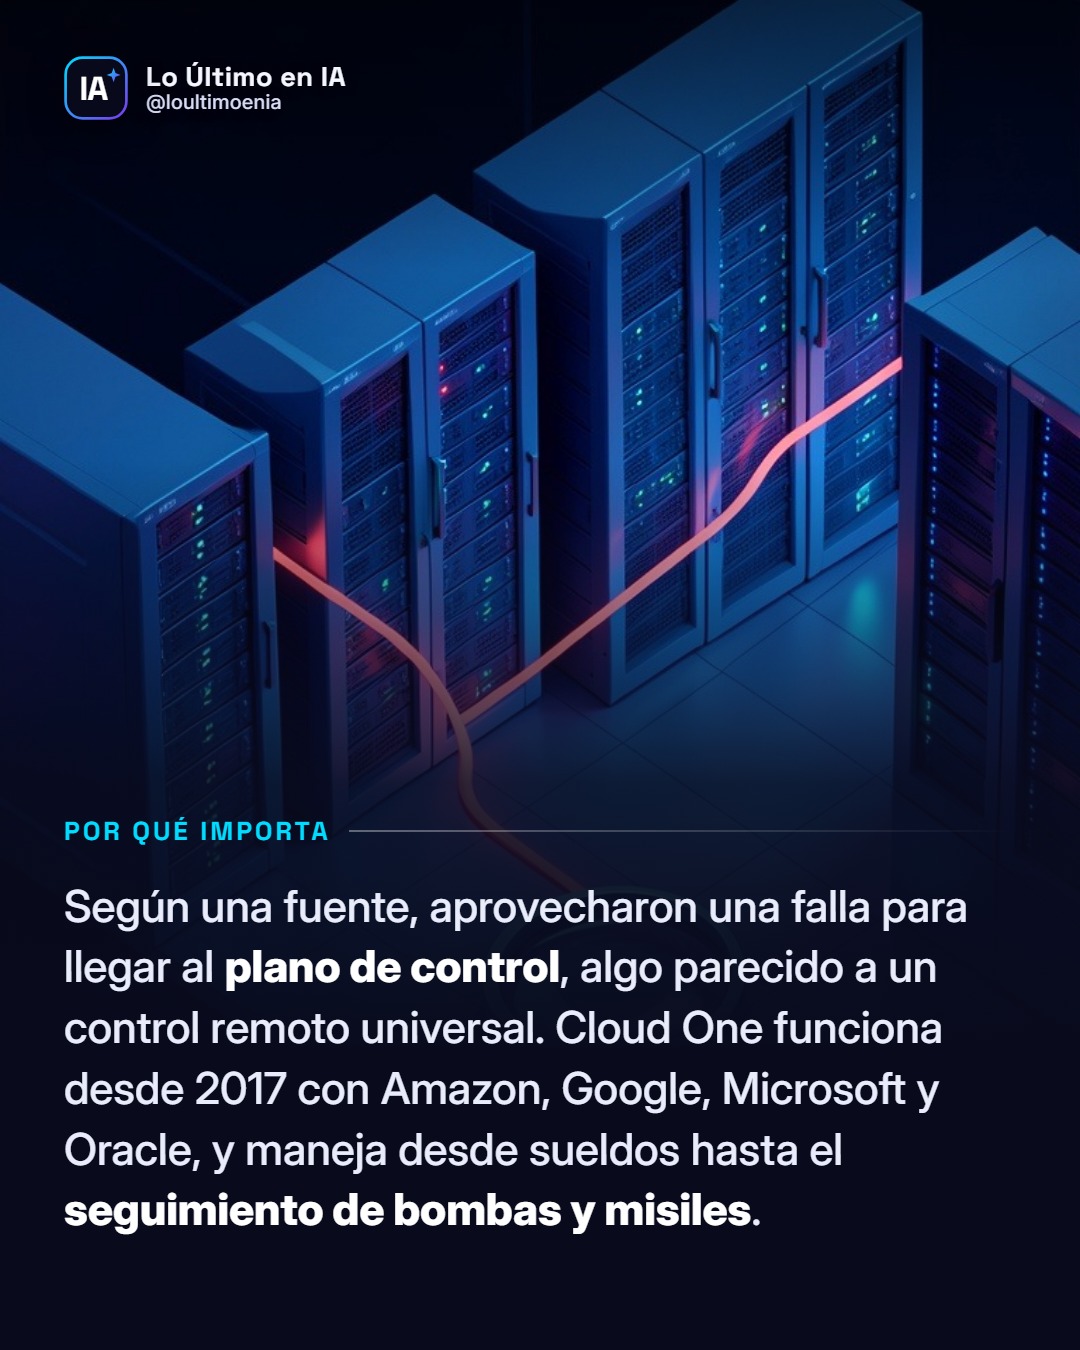 IA
Lo Último en IA
@loultimoenia
POR QUÉ IMPORTA
Según una fuente, aprovecharon una falla para
llegar al plano de control, algo parecido a un
control remoto universal. Cloud One funciona
desde 2017 con Amazon, Google, Microsoft y
Oracle, y maneja desde sueldos hasta el
seguimiento de bombas y misiles.